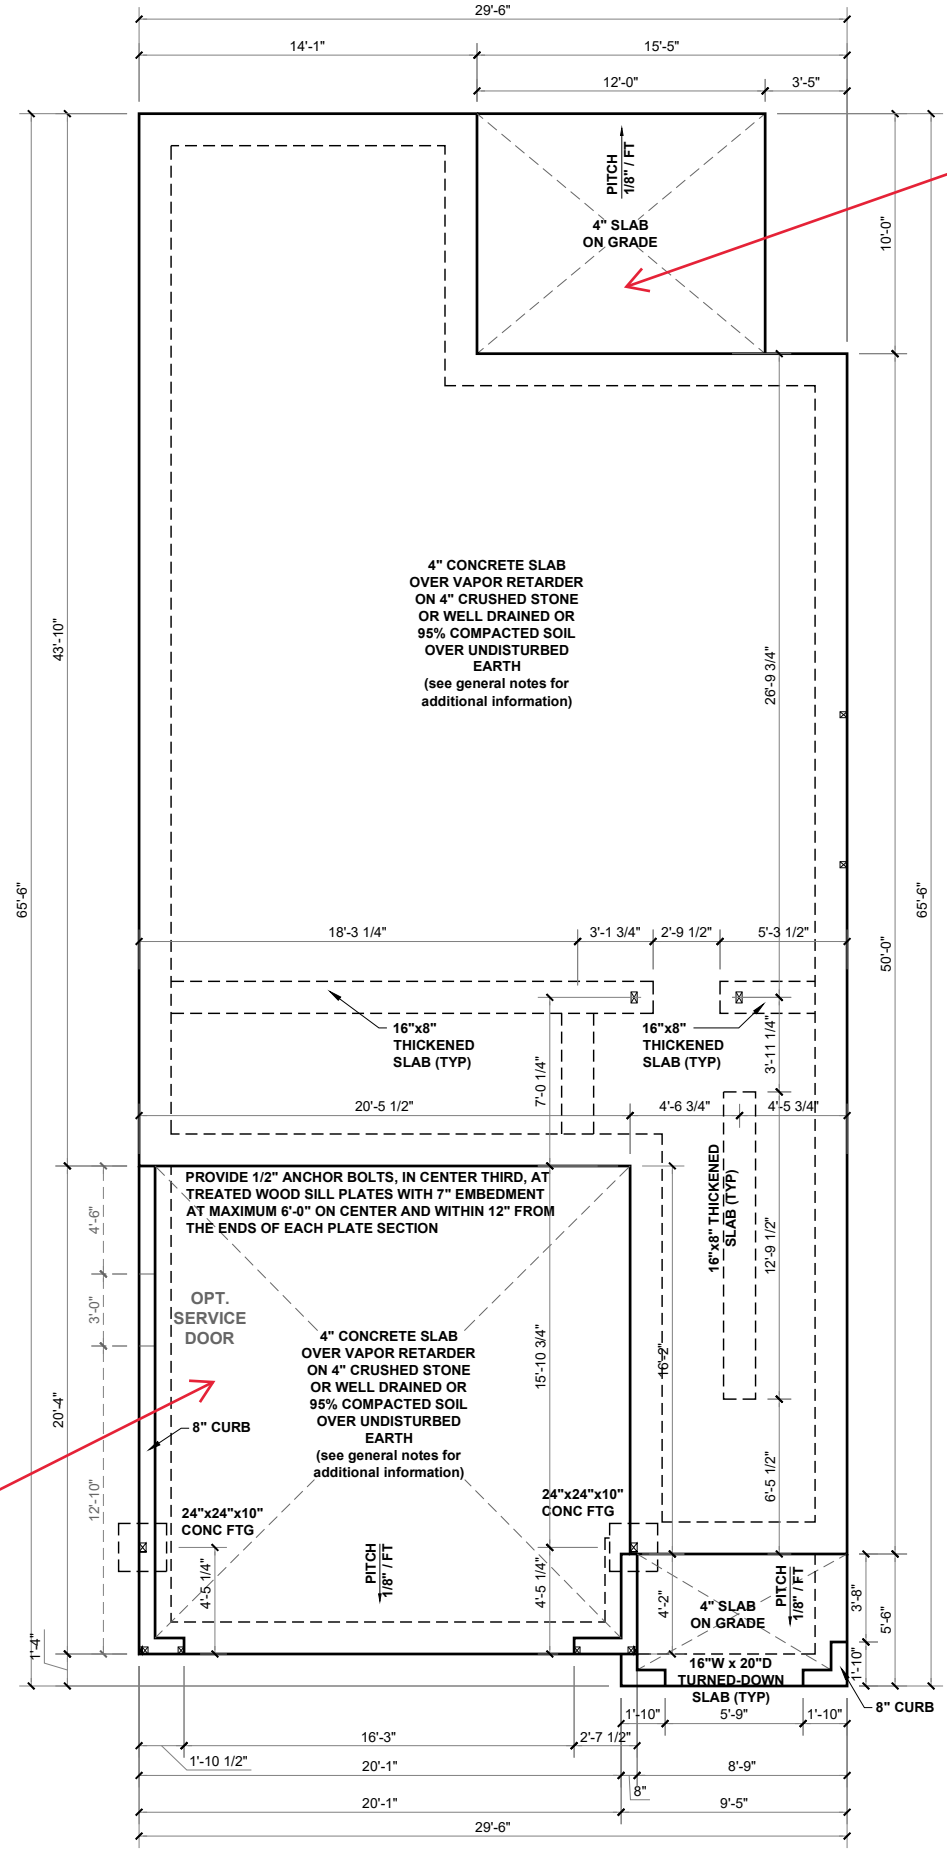 29'-6"
14'-1"
15'-5"
12'-0"
3'-5"
PITCH
1/8" / FT
4" SLAB
ON GRADE
10'-0"
43'-10"
65'-6"
65'-6"
50'-0"
4" CONCRETE SLAB
OVER VAPOR RETARDER
ON 4" CRUSHED STONE
OR WELL DRAINED OR
95% COMPACTED SOIL
OVER UNDISTURBED
EARTH
(see general notes for
additional information)
26'-9 3/4"
18'-3 1/4"
3'-1 3/4"
2'-9 1/2"
5'-3 1/2"
16"x8"
THICKENED
SLAB (TYP)
16"x8"
THICKENED
SLAB (TYP)
7'-0 1/4"
3'-11 1/4"
20'-5 1/2"
4'-6 3/4"
4'-5 3/4"
PROVIDE 1/2" ANCHOR BOLTS, IN CENTER THIRD, AT
TREATED WOOD SILL PLATES WITH 7" EMBEDMENT
AT MAXIMUM 6'-0" ON CENTER AND WITHIN 12" FROM
THE ENDS OF EACH PLATE SECTION
16"x8" THICKENED
SLAB (TYP)
12'-9 1/2"
4'-6"
3'-0"
12'-10"
20'-4"
OPT.
SERVICE
DOOR
4" CONCRETE SLAB
OVER VAPOR RETARDER
ON 4" CRUSHED STONE
OR WELL DRAINED OR
95% COMPACTED SOIL
OVER UNDISTURBED
EARTH
(see general notes for
additional information)
15'-10 3/4"
16'-2"
8" CURB
6'-5 1/2"
24"x24"x10"
CONC FTG
24"x24"x10"
CONC FTG
4'-5 1/4"
PITCH
1/8" / FT
4'-5 1/4"
4'-2"
4" SLAB
ON GRADE
PITCH
1/8" / FT
3'-8"
5'-6"
1'-10"
1'-4"
16"W x 20"D
TURNED-DOWN
SLAB (TYP)
8" CURB
1'-10"
5'-9"
1'-10"
16'-3"
2'-7 1/2"
1'-10 1/2"
20'-1"
8"
8'-9"
20'-1"
9'-5"
29'-6"